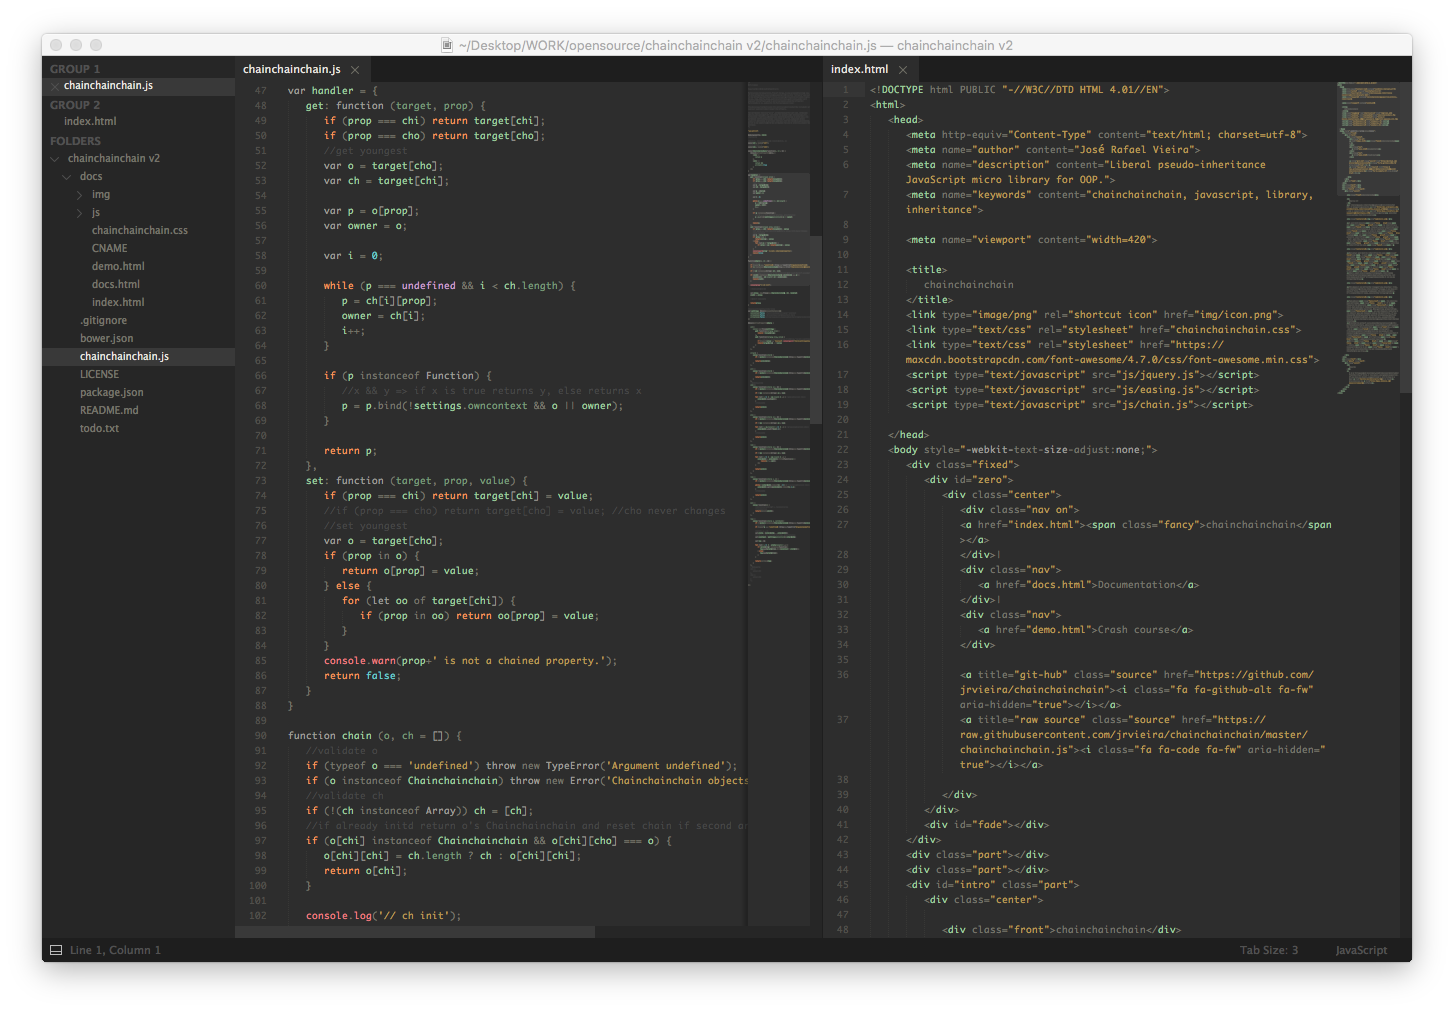 ~/Desktop/WORK/opensource/chainchainchain v2/chainchainchain.js — chainchainchain v2
GROUP 1
chainchainchain.js
GROUP 2
index.html
FOLDERS
chainchainchain v2
docs
img
js
chainchainchain.css
CNAME
demo.html
docs.html
index.html
.gitignore
bower.json
chainchainchain.js
LICENSE
package.json
README.md
todo.txt
chainchainchain.js
47 var handler = {
48 get: function (target, prop) {
49 if (prop === chi) return target[chi];
50 if (prop === cho) return target[cho];
51 //get youngest
52 var o = target[cho];
53 var ch = target[chi];
54
55 var p = o[prop];
56 var owner = o;
57
58 var i = 0;
59
60 while (p === undefined && i < ch.length) {
61 p = ch[i][prop];
62 owner = ch[i];
63 i++;
64 }
65
66 if (p instanceof Function) {
67 //x && y => if x is true returns y, else returns x
68 p = p.bind(!settings.owncontext && o || owner);
69 }
70
71 return p;
72 },
73 set: function (target, prop, value) {
74 if (prop === chi) return target[chi] = value;
75 //if (prop === cho) return target[cho] = value; //cho never changes
76 //set youngest
77 var o = target[cho];
78 if (prop in o) {
79 return o[prop] = value;
80 } else {
81 for (let oo of target[chi]) {
82 if (prop in oo) return oo[prop] = value;
83 }
84 }
85 console.warn(prop+' is not a chained property.');
86 return false;
87 }
88 }
89
90 function chain (o, ch = []) {
91 //validate o
92 if (typeof o === 'undefined') throw new TypeError('Argument undefined');
93 if (o instanceof Chainchainchain) throw new Error('Chainchainchain objects
94 //validate ch
95 if (!(ch instanceof Array)) ch = [ch];
96 //if already initd return o's Chainchainchain and reset chain if second ar
97 if (o[chi] instanceof Chainchainchain && o[chi][cho] === o) {
98 o[chi][chi] = ch.length ? ch : o[chi][chi];
99 return o[chi];
100 }
101
102 console.log('// ch init');
index.html
1 <!DOCTYPE html PUBLIC "-//W3C//DTD HTML 4.01//EN">
2 <html>
3 <head>
4 <meta http-equiv="Content-Type" content="text/html; charset=utf-8">
5 <meta name="author" content="José Rafael Vieira">
6 <meta name="description" content="Liberal pseudo-inheritance
JavaScript micro library for OOP.">
7 <meta name="keywords" content="chainchainchain, javascript, library,
inheritance">
8
9 <meta name="viewport" content="width=420">
10
11 <title>
12 chainchainchain
13 </title>
14 <link type="image/png" rel="shortcut icon" href="img/icon.png">
15 <link type="text/css" rel="stylesheet" href="chainchainchain.css">
16 <link type="text/css" rel="stylesheet" href="https://
maxcdn.bootstrapcdn.com/font-awesome/4.7.0/css/font-awesome.min.css">
17 <script type="text/javascript" src="js/jquery.js"></script>
18 <script type="text/javascript" src="js/easing.js"></script>
19 <script type="text/javascript" src="js/chain.js"></script>
20
21 </head>
22 <body style="-webkit-text-size-adjust:none;">
23 <div class="fixed">
24 <div id="zero">
25 <div class="center">
26 <div class="nav on">
27 <a href="index.html"><span class="fancy">chainchainchain</span
></a>
28 </div>|
29 <div class="nav">
30 <a href="docs.html">Documentation</a>
31 </div>|
32 <div class="nav">
33 <a href="demo.html">Crash course</a>
34 </div>
35
36 <a title="git-hub" class="source" href="https://github.com/
jrvieira/chainchainchain"><i class="fa fa-github-alt fa-fw"
aria-hidden="true"></i></a>
37 <a title="raw source" class="source" href="https://
raw.githubusercontent.com/jrvieira/chainchainchain/master/
chainchainchain.js"><i class="fa fa-code fa-fw" aria-hidden="
true"></i></a>
38
39 </div>
40 </div>
41 <div id="fade"></div>
42 </div>
43 <div class="part"></div>
44 <div class="part"></div>
45 <div id="intro" class="part">
46 <div class="center">
47
48 <div class="front">chainchainchain</div>
Line 1, Column 1
Tab Size: 3
JavaScript